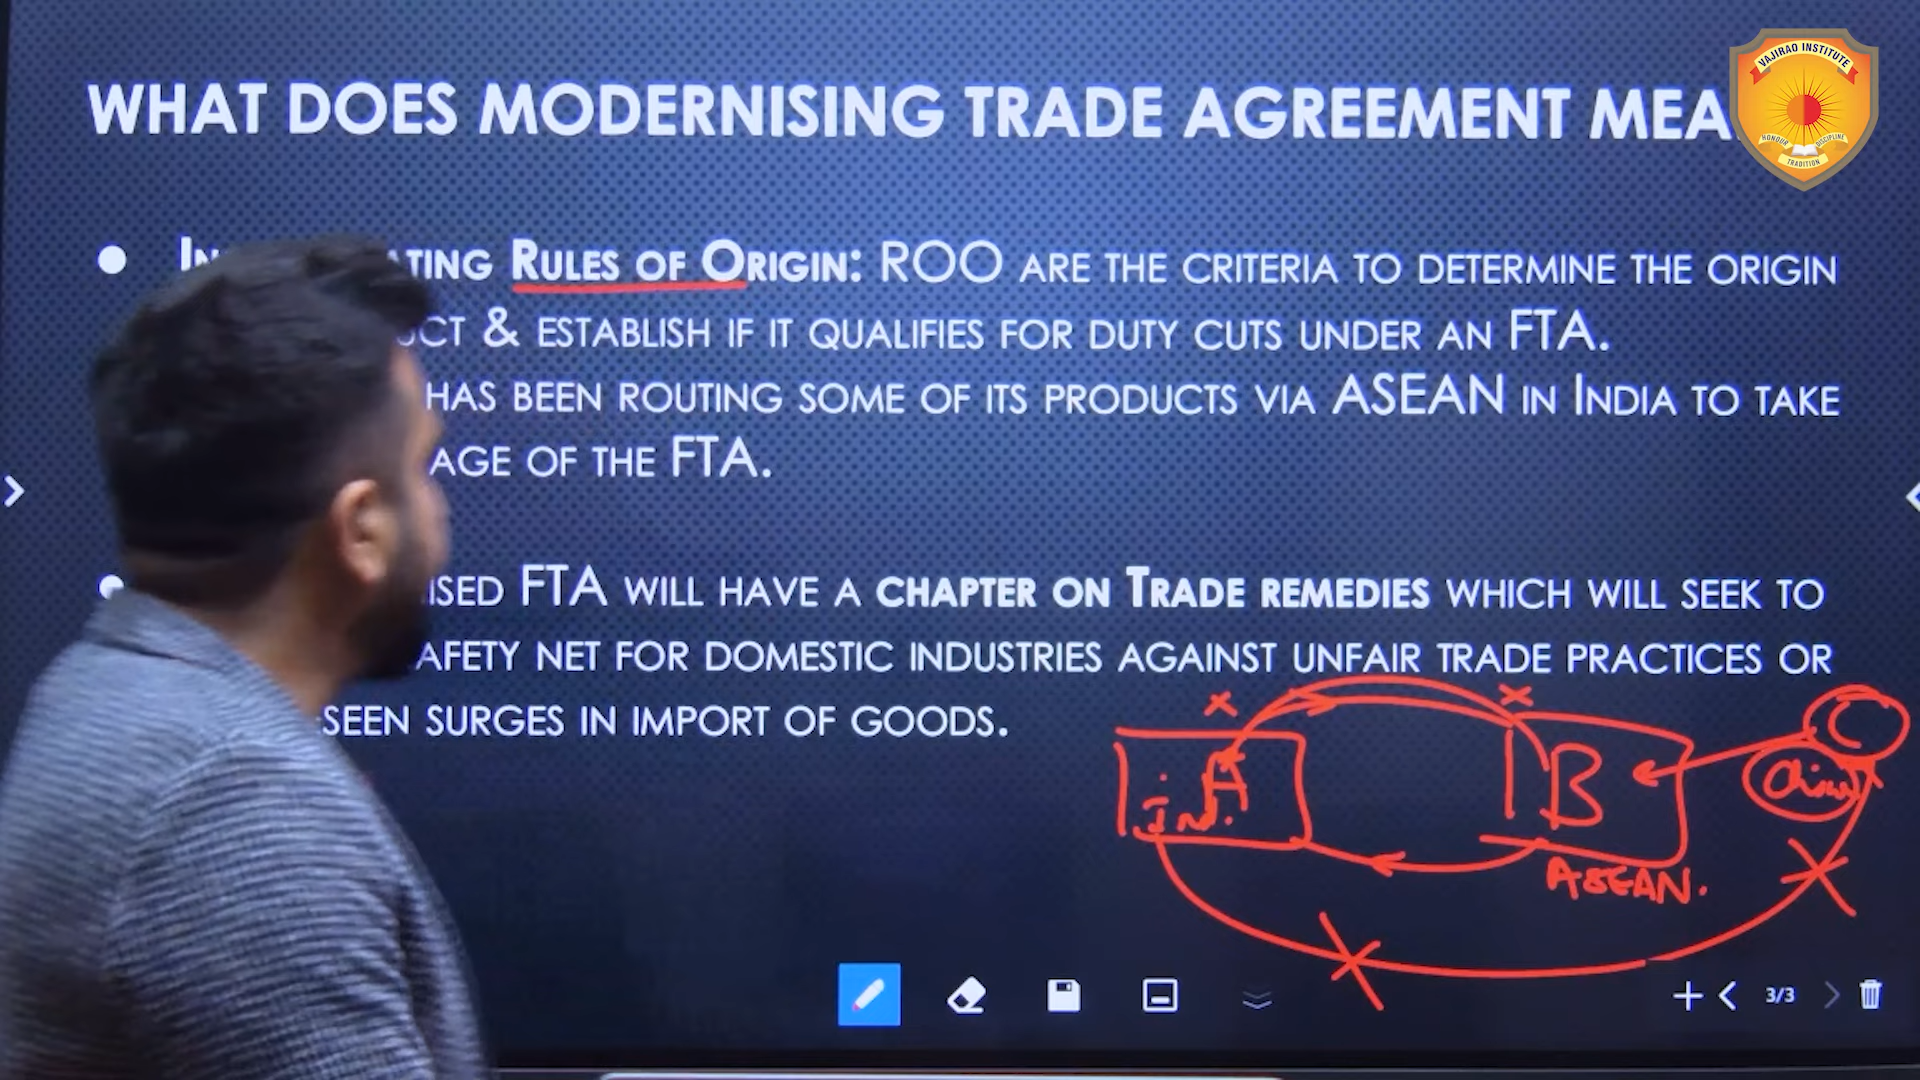 WHAT DOES MODERNISING TRADE AGREEMENT MEA
VAJIRAO INSTITUTE
HONOUR DISCIPLINE
TRADITION
RULES OF ORIGIN: ROO ARE THE CRITERIA TO DETERMINE THE ORIGIN
& ESTABLISH IF IT QUALIFIES FOR DUTY CUTS UNDER AN FTA.
HAS BEEN ROUTING SOME OF ITS PRODUCTS VIA ASEAN IN INDIA TO TAKE
AGE OF THE FTA.
ISED FTA WILL HAVE A CHAPTER ON TRADE REMEDIES WHICH WILL SEEK TO
AFETY NET FOR DOMESTIC INDUSTRIES AGAINST UNFAIR TRADE PRACTICES OR
SEEN SURGES IN IMPORT OF GOODS.
A B C
Ind.
ASEAN.
3/3